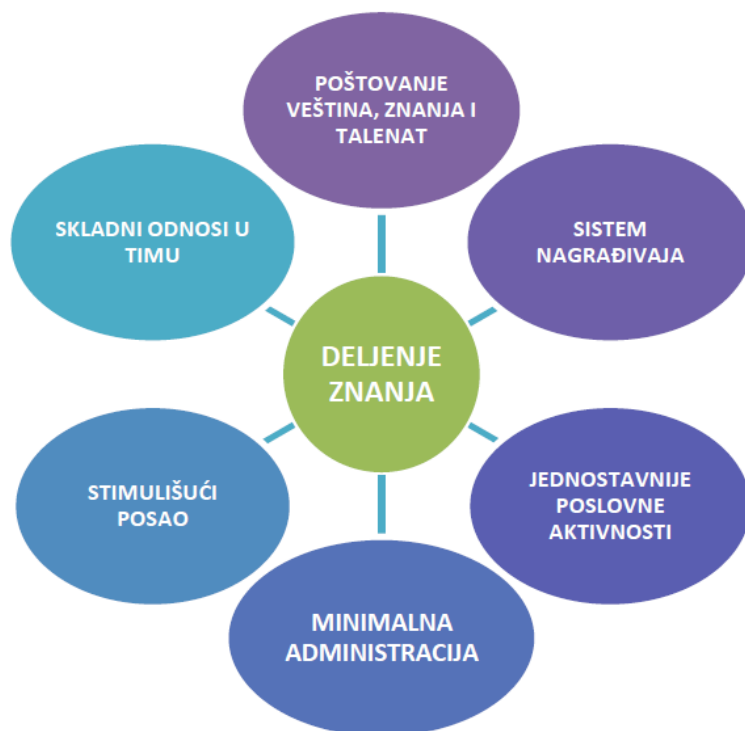 POŠTOVANJE
VEŠTINA, ZNANJA I
TALENAT
SKLADNI ODNOSI U
TIMU
SISTEM
NAGRAĐIVAJA
DELJENJE
ZNANJA
STIMULIŠUĆI
POSAO
JEDNOSTAVNIJE
POSLOVNE
AKTIVNOSTI
MINIMALNA
ADMINISTRACIJA